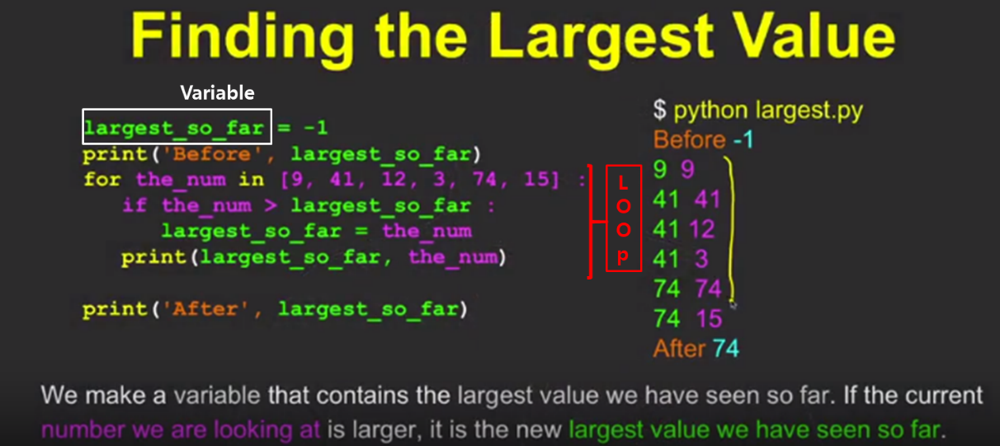 Finding the Largest Value
Variable
largest_so_far = -1
print('Before', largest_so_far)
for the_num in [9, 41, 12, 3, 74, 15] :
if the_num > largest_so_far :
largest_so_far = the_num
print(largest_so_far, the_num)
print('After', largest_so_far)
L
O
O
p
$ python largest.py
Before -1
9 9
41 41
41 12
41 3
74 74
74 15
After 74
We make a variable that contains the largest value we have seen so far. If the current
number we are looking at is larger, it is the new largest value we have seen so far.